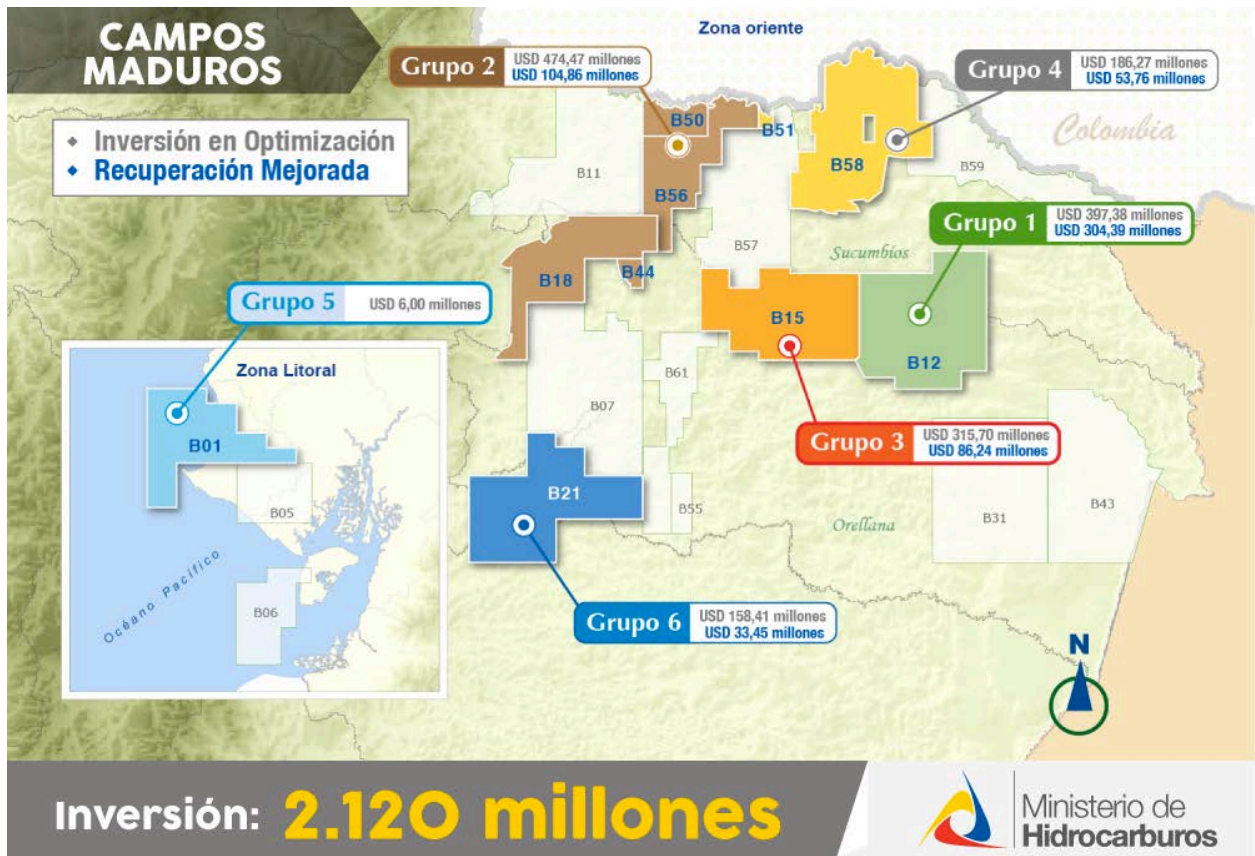 CAMPOS
MADUROS
Inversión en Optimización
Recuperación Mejorada
Zona oriente
Grupo 2
USD 474,47 millones
USD 104,86 millones
Grupo 4
USD 186,27 millones
USD 53,76 millones
Colombia
B50
B51
B11
B56
B58
B59
Grupo 1
USD 397,38 millones
USD 304,39 millones
B57
Sucumbíos
B18
B44
Grupo 5
USD 6,00 millones
B15
B12
Zona Litoral
B61
B07
B01
Grupo 3
USD 315,70 millones
USD 86,24 millones
B21
B05
B55
B31
B43
Orellana
Océano Pacífico
B06
Grupo 6
USD 158,41 millones
USD 33,45 millones
N
Inversión: 2.120 millones
Ministerio de
Hidrocarburos